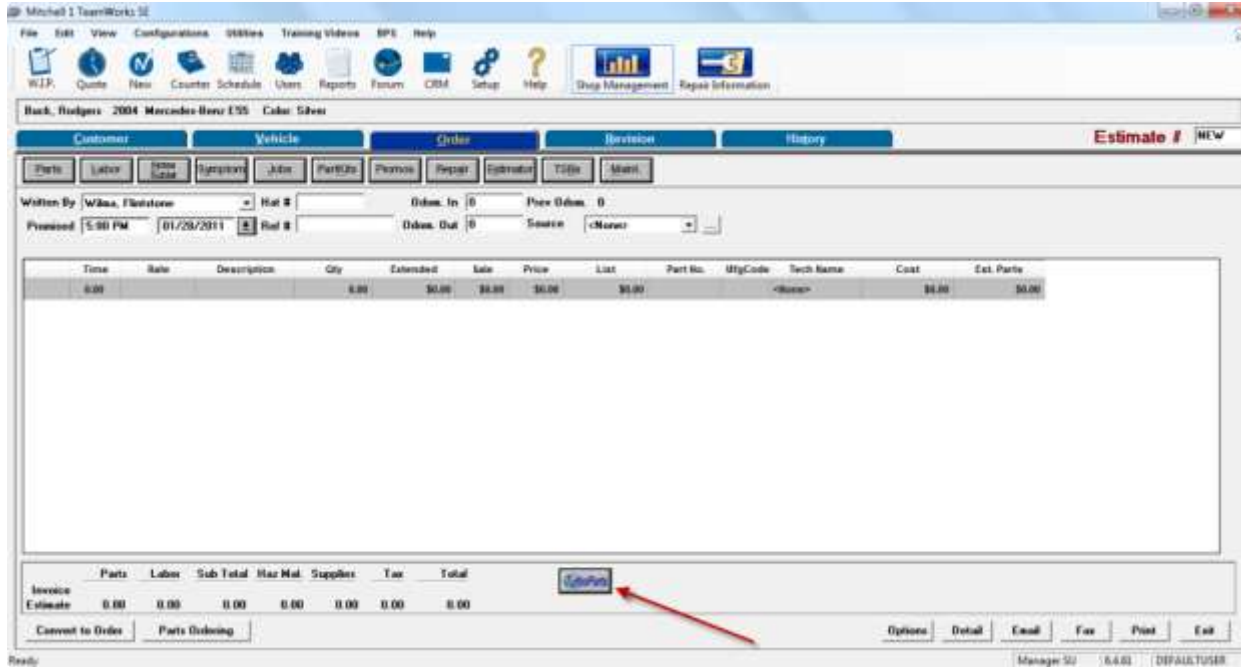 Mitchell 1 TeamWorks SE
File Edit View Configurations Utilities Training Videos BPS Help
W.I.P. Quote New Counter Schedule Users Reports Forum CRM Setup Help Shop Management Repair Information
Buck, Rodgers 2004 Mercedes-Benz E55 Color: Silver
Customer Vehicle Order Revision History Estimate # NEW
Parts Labor Symptom Jobs PartKits Promos Repair Estimator TSBs Maint.
Written By Wilma, Flintstone Hat # Odom. In 0 Prev Odom. 0
Promised 5:00 PM 01/28/2011 Ref # Odom. Out 0 Source <None> ...
Time Rate Description Qty Extended Sale Price List Part No. MfgCode Tech Name Cost Ext. Parts
0.00 0.00 $0.00 $0.00 $0.00 $0.00 <None> $0.00 $0.00
Parts Labor Sub Total Haz Mat. Supplies Tax Total
Invoice
Estimate 0.00 0.00 0.00 0.00 0.00 0.00 0.00
Convert to Order Parts Ordering Options Detail Email Fax Print Exit
Ready Manager SU 6.4.81 DEFAULTUSER